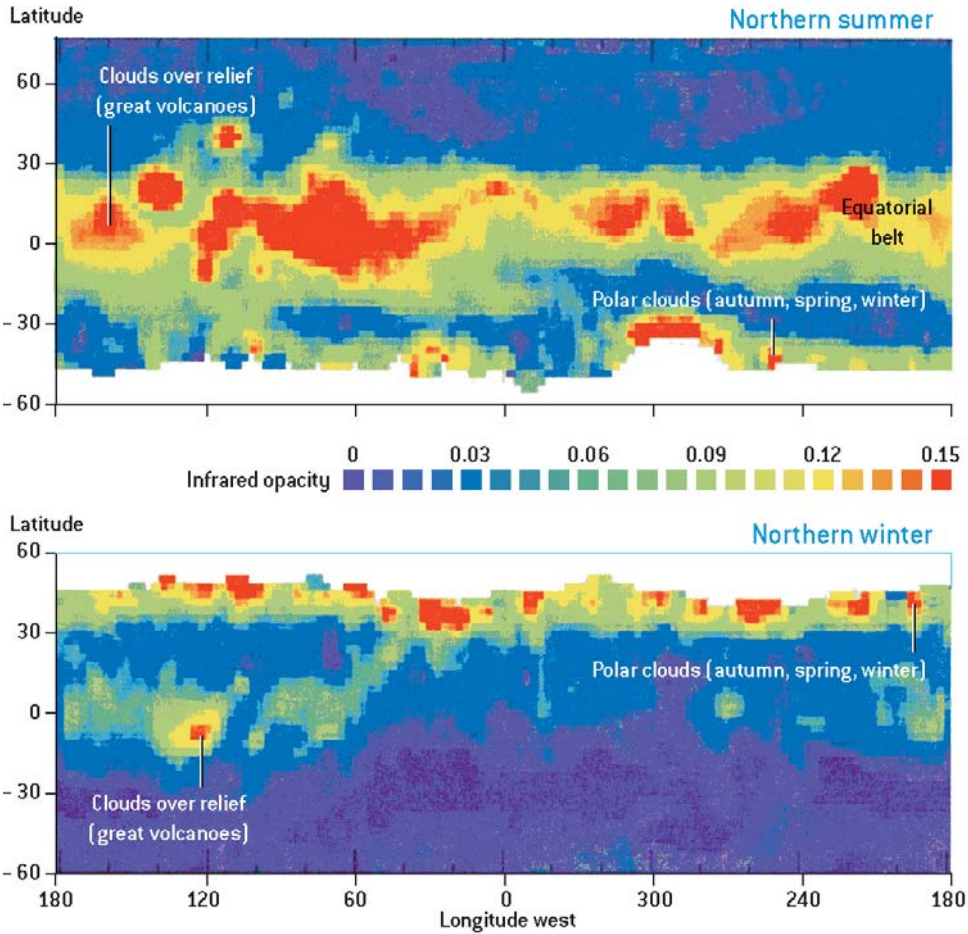 Latitude
Northern summer
60
Clouds over relief
(great volcanoes)
30
Equatorial
belt
0
Polar clouds (autumn, spring, winter)
– 30
– 60
0 0.03 0.06 0.09 0.12 0.15
Infrared opacity
Latitude
Northern winter
60
30
Polar clouds (autumn, spring, winter)
0
– 30
Clouds over relief
(great volcanoes)
– 60
180 120 60 0 300 240 180
Longitude west